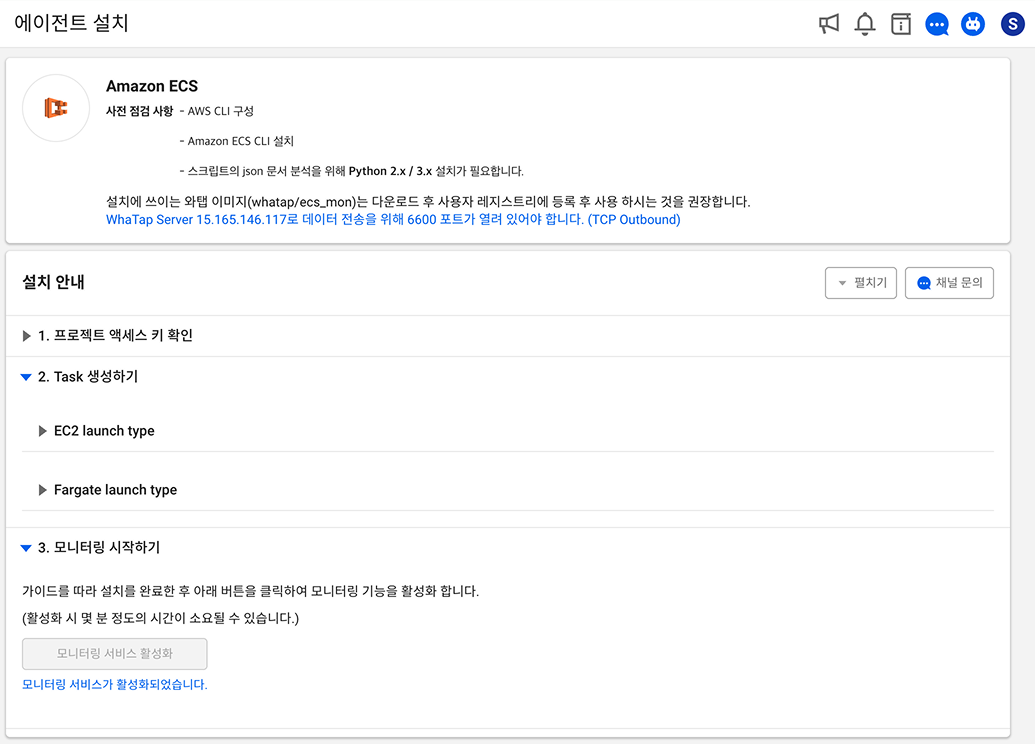 에이전트 설치
S
Amazon ECS
사전 점검 사항 - AWS CLI 구성
- Amazon ECS CLI 설치
- 스크립트의 json 문서 분석을 위해 Python 2.x / 3.x 설치가 필요합니다.
설치에 쓰이는 와탭 이미지(whatap/ecs_mon)는 다운로드 후 사용자 레지스트리에 등록 후 사용 하시는 것을 권장합니다.
WhaTap Server 15.165.146.117로 데이터 전송을 위해 6600 포트가 열려 있어야 합니다. (TCP Outbound)
설치 안내
펼치기
채널 문의
1. 프로젝트 액세스 키 확인
2. Task 생성하기
EC2 launch type
Fargate launch type
3. 모니터링 시작하기
가이드를 따라 설치를 완료한 후 아래 버튼을 클릭하여 모니터링 기능을 활성화 합니다.
(활성화 시 몇 분 정도의 시간이 소요될 수 있습니다.)
모니터링 서비스 활성화
모니터링 서비스가 활성화되었습니다.